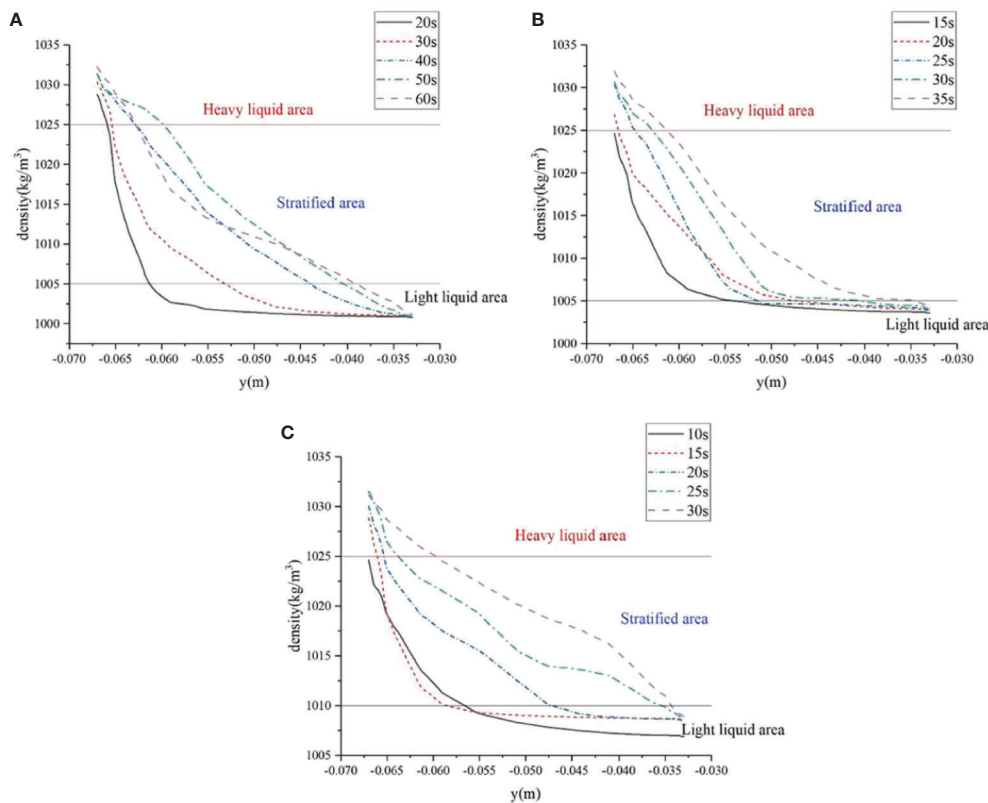 A
20s
30s
40s
50s
60s
1035
1030
1025
1020
1015
1010
1005
1000
density(kg/m³)
Heavy liquid area
Stratified area
Light liquid area
-0.070 -0.065 -0.060 -0.055 -0.050 -0.045 -0.040 -0.035 -0.030
y(m)
B
15s
20s
25s
30s
35s
1035
1030
1025
1020
1015
1010
1005
1000
density(kg/m³)
Heavy liquid area
Stratified area
Light liquid area
-0.070 -0.065 -0.060 -0.055 -0.050 -0.045 -0.040 -0.035 -0.030
y(m)
C
10s
15s
20s
25s
30s
1035
1030
1025
1020
1015
1010
1005
density(kg/m³)
Heavy liquid area
Stratified area
Light liquid area
-0.070 -0.065 -0.060 -0.055 -0.050 -0.045 -0.040 -0.035 -0.030
y(m)